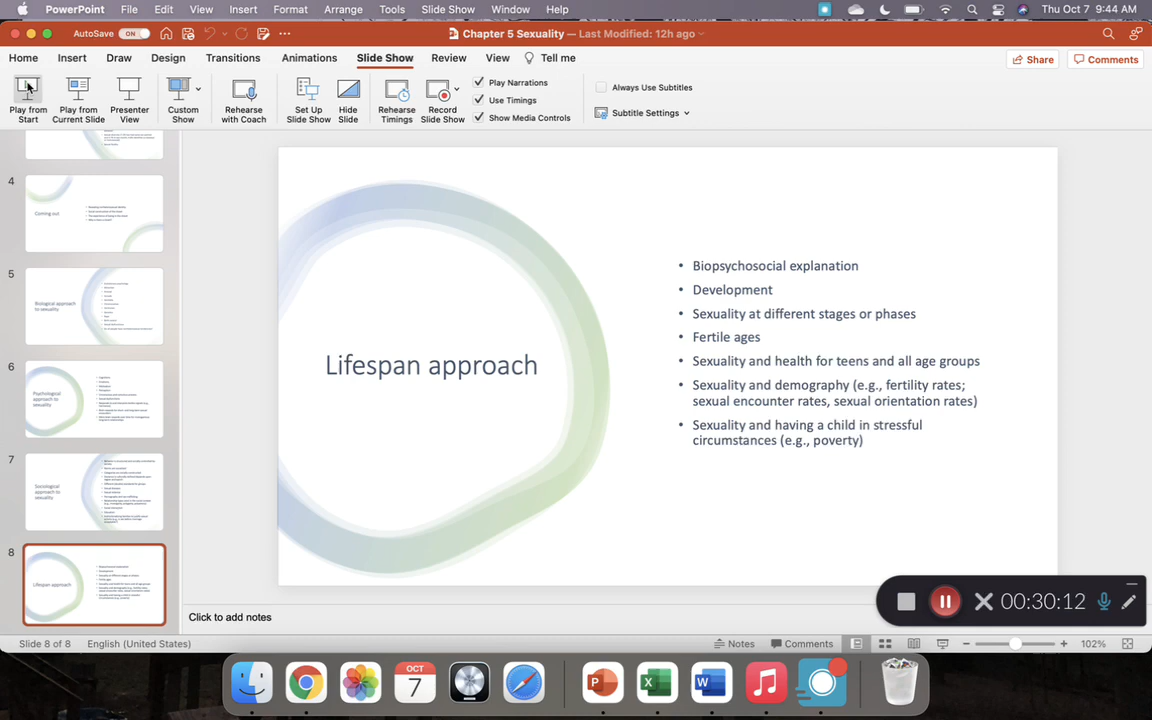 PowerPoint File Edit View Insert Format Arrange Tools Slide Show Window Help Thu Oct 7 9:44 AM
AutoSave ON Chapter 5 Sexuality — Last Modified: 12h ago
Home Insert Draw Design Transitions Animations Slide Show Review View Tell me Share Comments
Play from Start
Play from Current Slide
Presenter View
Custom Show
Rehearse with Coach
Set Up Slide Show
Hide Slide
Play Narrations
Use Timings
Show Media Controls
Rehearse Timings
Record Slide Show
Always Use Subtitles
Subtitle Settings
4
Coming out
5
Biological approach to sexuality
6
Psychological approach to sexuality
7
Sociological approach to sexuality
8
Lifespan approach
Lifespan approach
• Biopsychosocial explanation
• Development
• Sexuality at different stages or phases
• Fertile ages
• Sexuality and health for teens and all age groups
• Sexuality and demography (e.g., fertility rates;
sexual encounter rates, sexual orientation rates)
• Sexuality and having a child in stressful
circumstances (e.g., poverty)
00:30:12
Click to add notes
Slide 8 of 8 English (United States) Notes Comments 102%
OCT
7